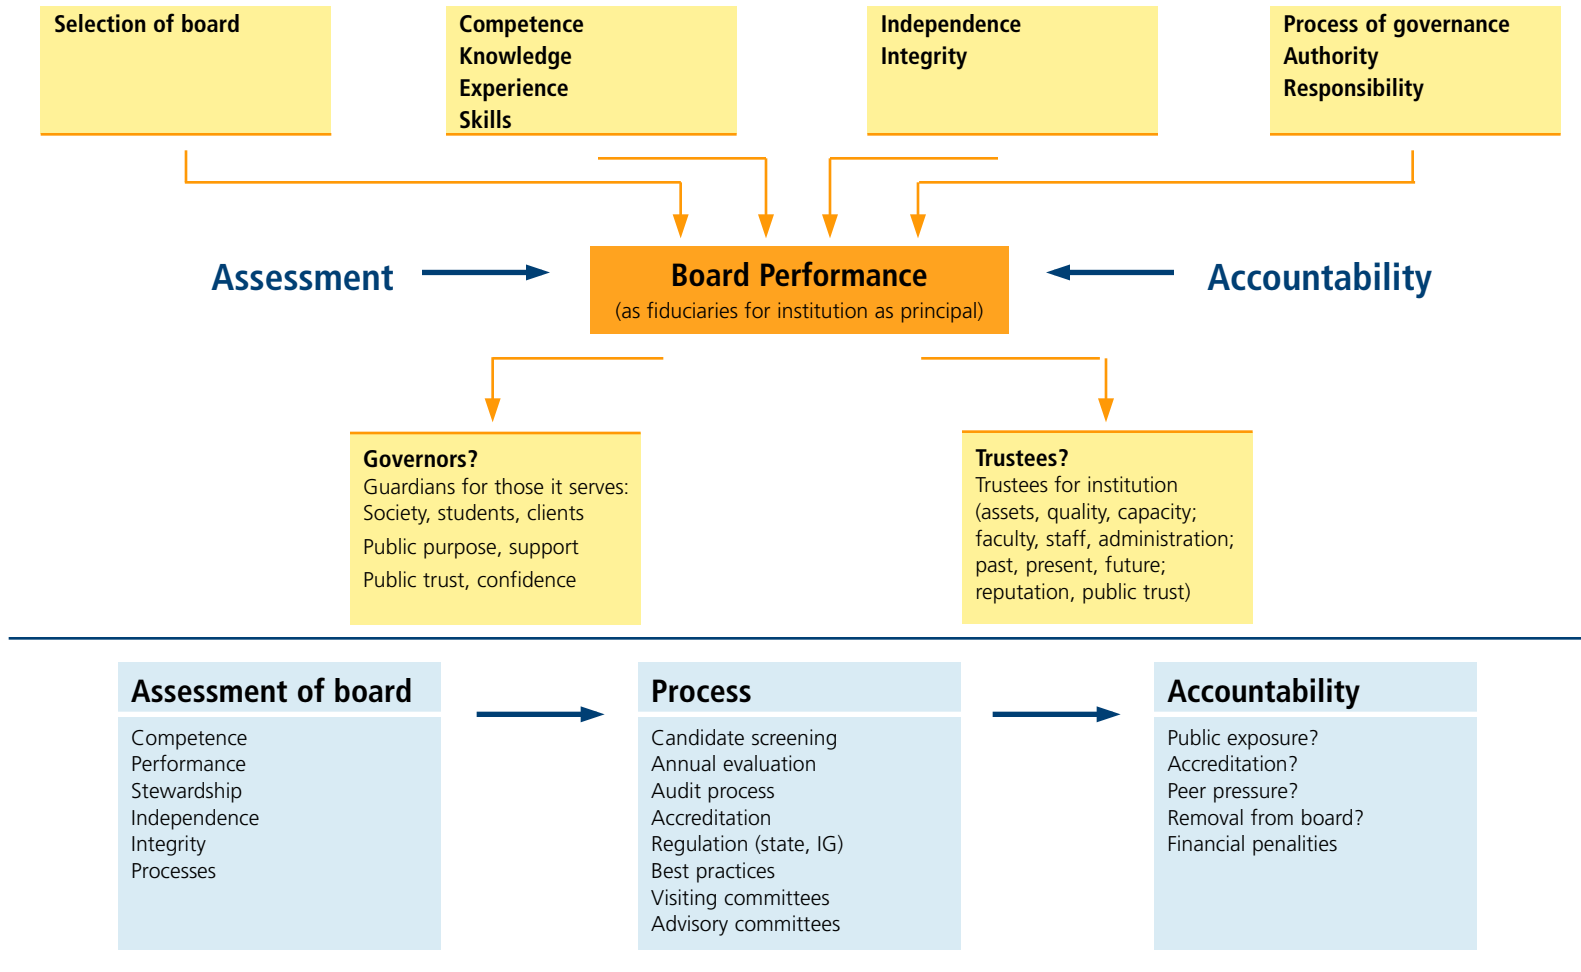 Selection of board
Competence
Knowledge
Experience
Skills
Independence
Integrity
Process of governance
Authority
Responsibility
Assessment
Board Performance
(as fiduciaries for institution as principal)
Accountability
Governors?
Guardians for those it serves:
Society, students, clients
Public purpose, support
Public trust, confidence
Trustees?
Trustees for institution
(assets, quality, capacity;
faculty, staff, administration;
past, present, future;
reputation, public trust)
Assessment of board
Competence
Performance
Stewardship
Independence
Integrity
Processes
Process
Candidate screening
Annual evaluation
Audit process
Accreditation
Regulation (state, IG)
Best practices
Visiting committees
Advisory committees
Accountability
Public exposure?
Accreditation?
Peer pressure?
Removal from board?
Financial penalities